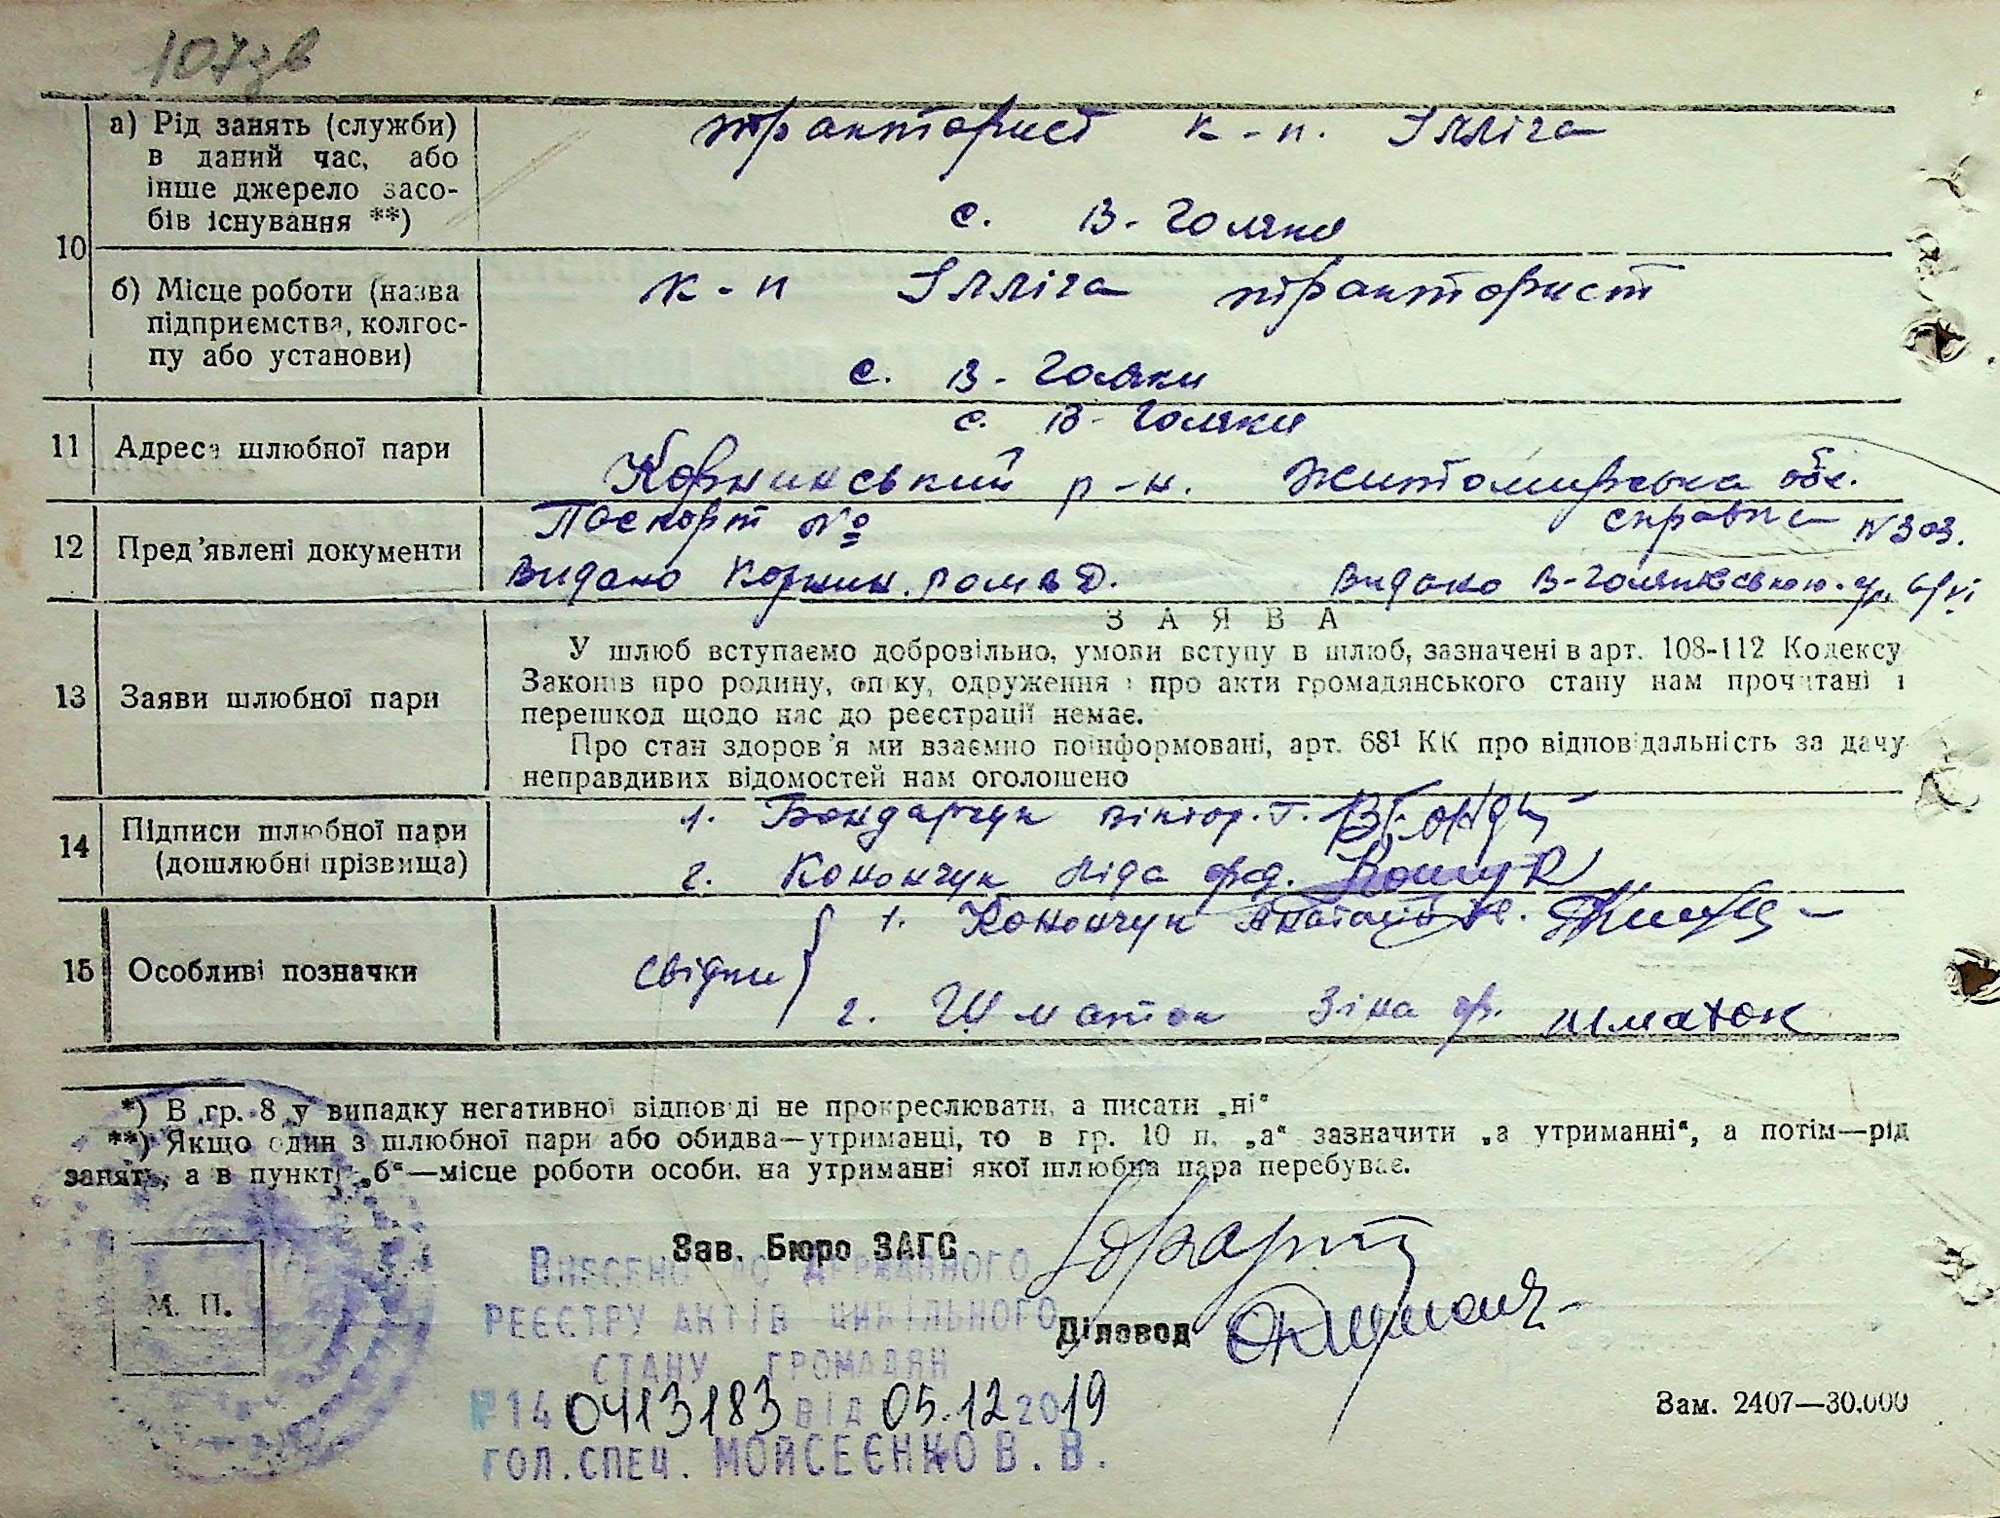 107зв
а) Рід занять (служби) в даний час, або інше джерело засобів існування **)
тракторист к-п. Ілліча
с. В-Голяки
10
б) Місце роботи (назва підприємства, колгоспу або установи)
к-п Ілліча тракторист
с. В-Голяки
11 Адреса шлюбної пари
с. В-Голяки
Корнинський р-н. Житомирська обл.
12 Пред'явлені документи
Паспорт № справка №303.
Видано Корнин. Видано В-Голяківською
13 Заяви шлюбної пари
ЗАЯВА
У шлюб вступаємо добровільно, умови вступу в шлюб, зазначені в арт. 108-112 Кодексу
Законів про родину, опіку, одруження і про акти громадянського стану нам прочитані і
перешкод щодо нас до реєстрації немає.
Про стан здоров'я ми взаємно поінформовані, арт. 68¹ КК про відповідальність за дачу
неправдивих відомостей нам оголошено
14 Підписи шлюбної пари (дошлюбні прізвища)
1. Бондарчук Віктор. Г.
2. Конончук Ліда
15 Особливі позначки
свідки
1. Конончук
2. Шматок Зіна Шматок
*) В гр. 8 у випадку негативної відповіді не прокреслювати, а писати „ні“
**) Якщо один з шлюбної пари або обидва—утриманці, то в гр. 10 п. „а“ зазначити „а утриманні“, а потім—рід
занять, а в пункті „б“—місце роботи особи, на утриманні якої шлюбна пара перебуває.
Зав. Бюро ЗАГС
М. П.
Діловод
Внесено до Державного
реєстру актів цивільного
стану громадян
№ 14 0413183 від 05.12 2019
гол.спец. Мойсеєнко В.В.
Зам. 2407—30.000